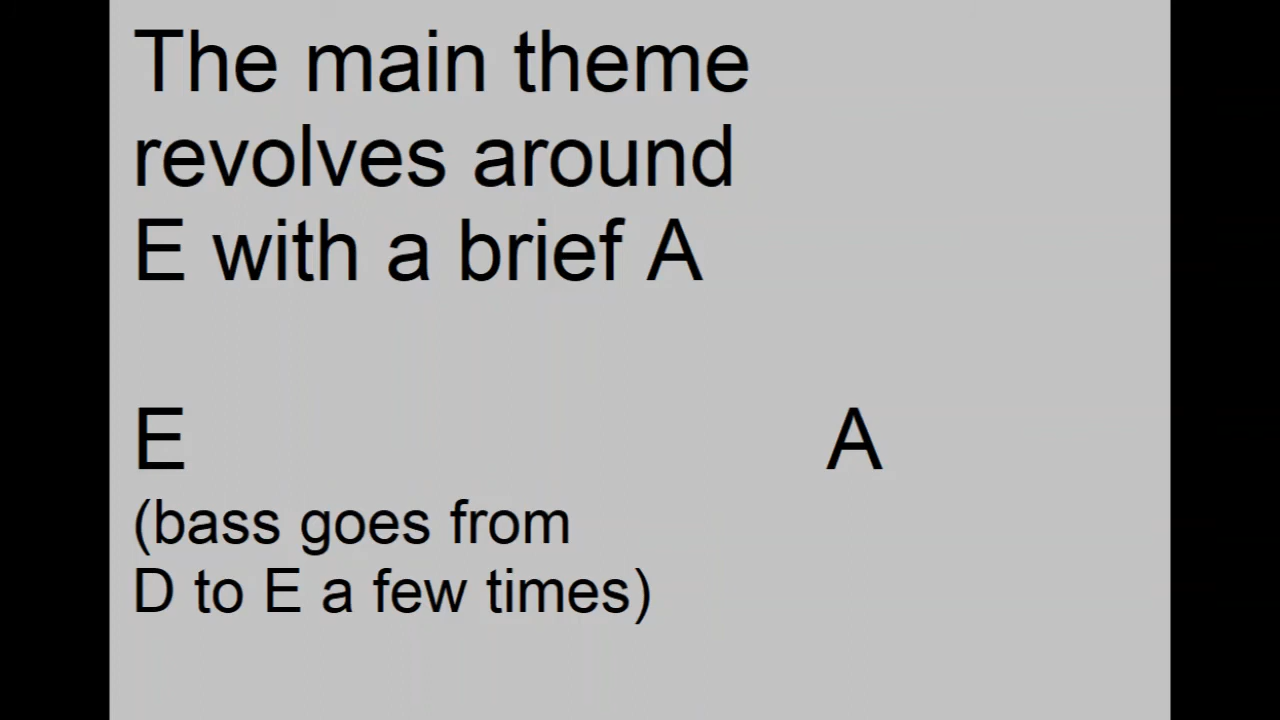 The main theme
revolves around
E with a brief A
E A
(bass goes from
D to E a few times)